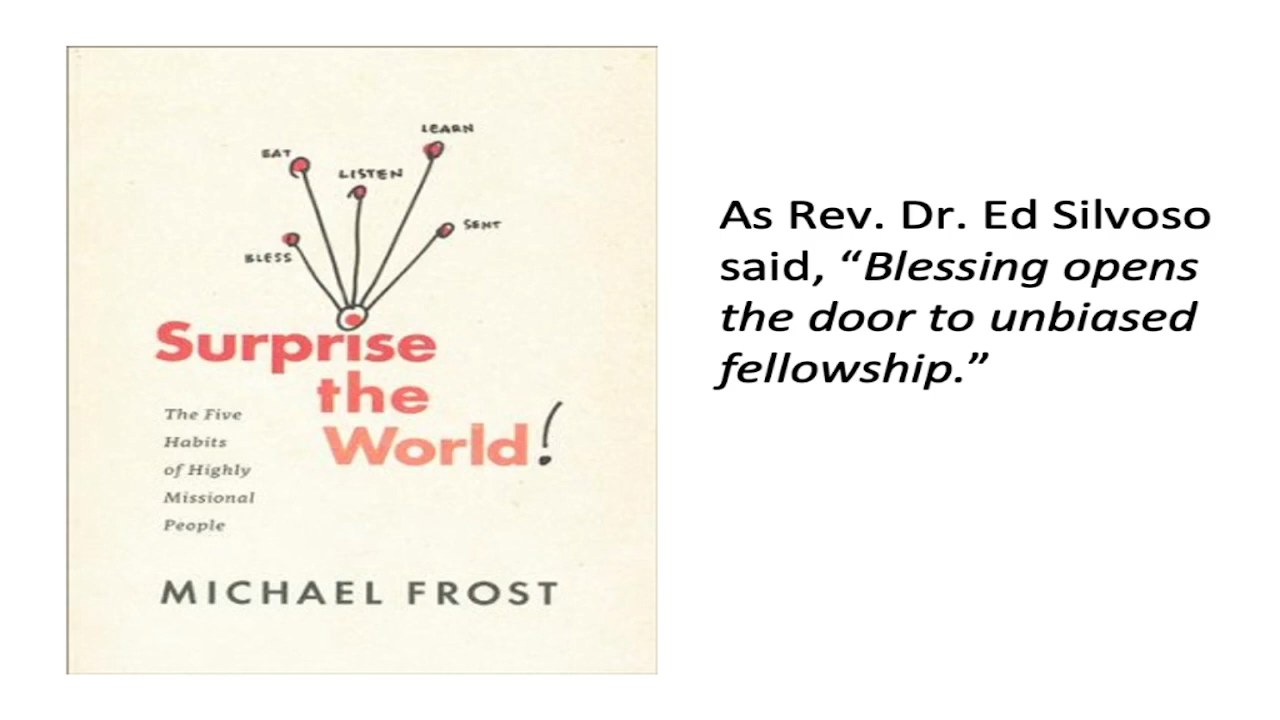 LEARN
EAT
LISTEN
SENT
BLESS
Surprise
the
World!
The Five
Habits
of Highly
Missional
People
MICHAEL FROST
As Rev. Dr. Ed Silvoso
said, “Blessing opens
the door to unbiased
fellowship.”